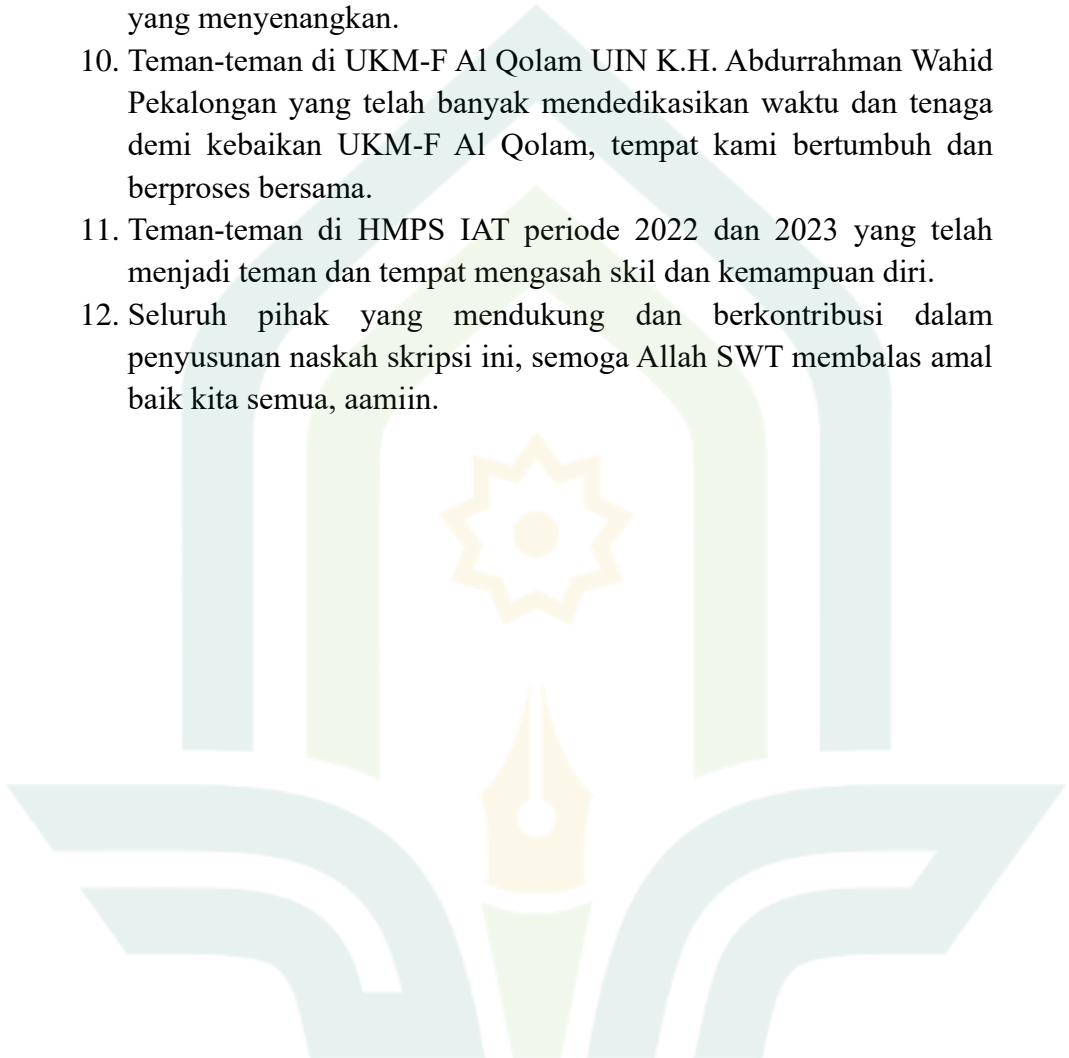 yang menyenangkan.
10. Teman-teman di UKM-F Al Qolam UIN K.H. Abdurrahman Wahid
Pekalongan yang telah banyak mendedikasikan waktu dan tenaga
demi kebaikan UKM-F Al Qolam, tempat kami bertumbuh dan
berproses bersama.
11. Teman-teman di HMPS IAT periode 2022 dan 2023 yang telah
menjadi teman dan tempat mengasah skil dan kemampuan diri.
12. Seluruh pihak yang mendukung dan berkontribusi dalam
penyusunan naskah skripsi ini, semoga Allah SWT membalas amal
baik kita semua, aamiin.